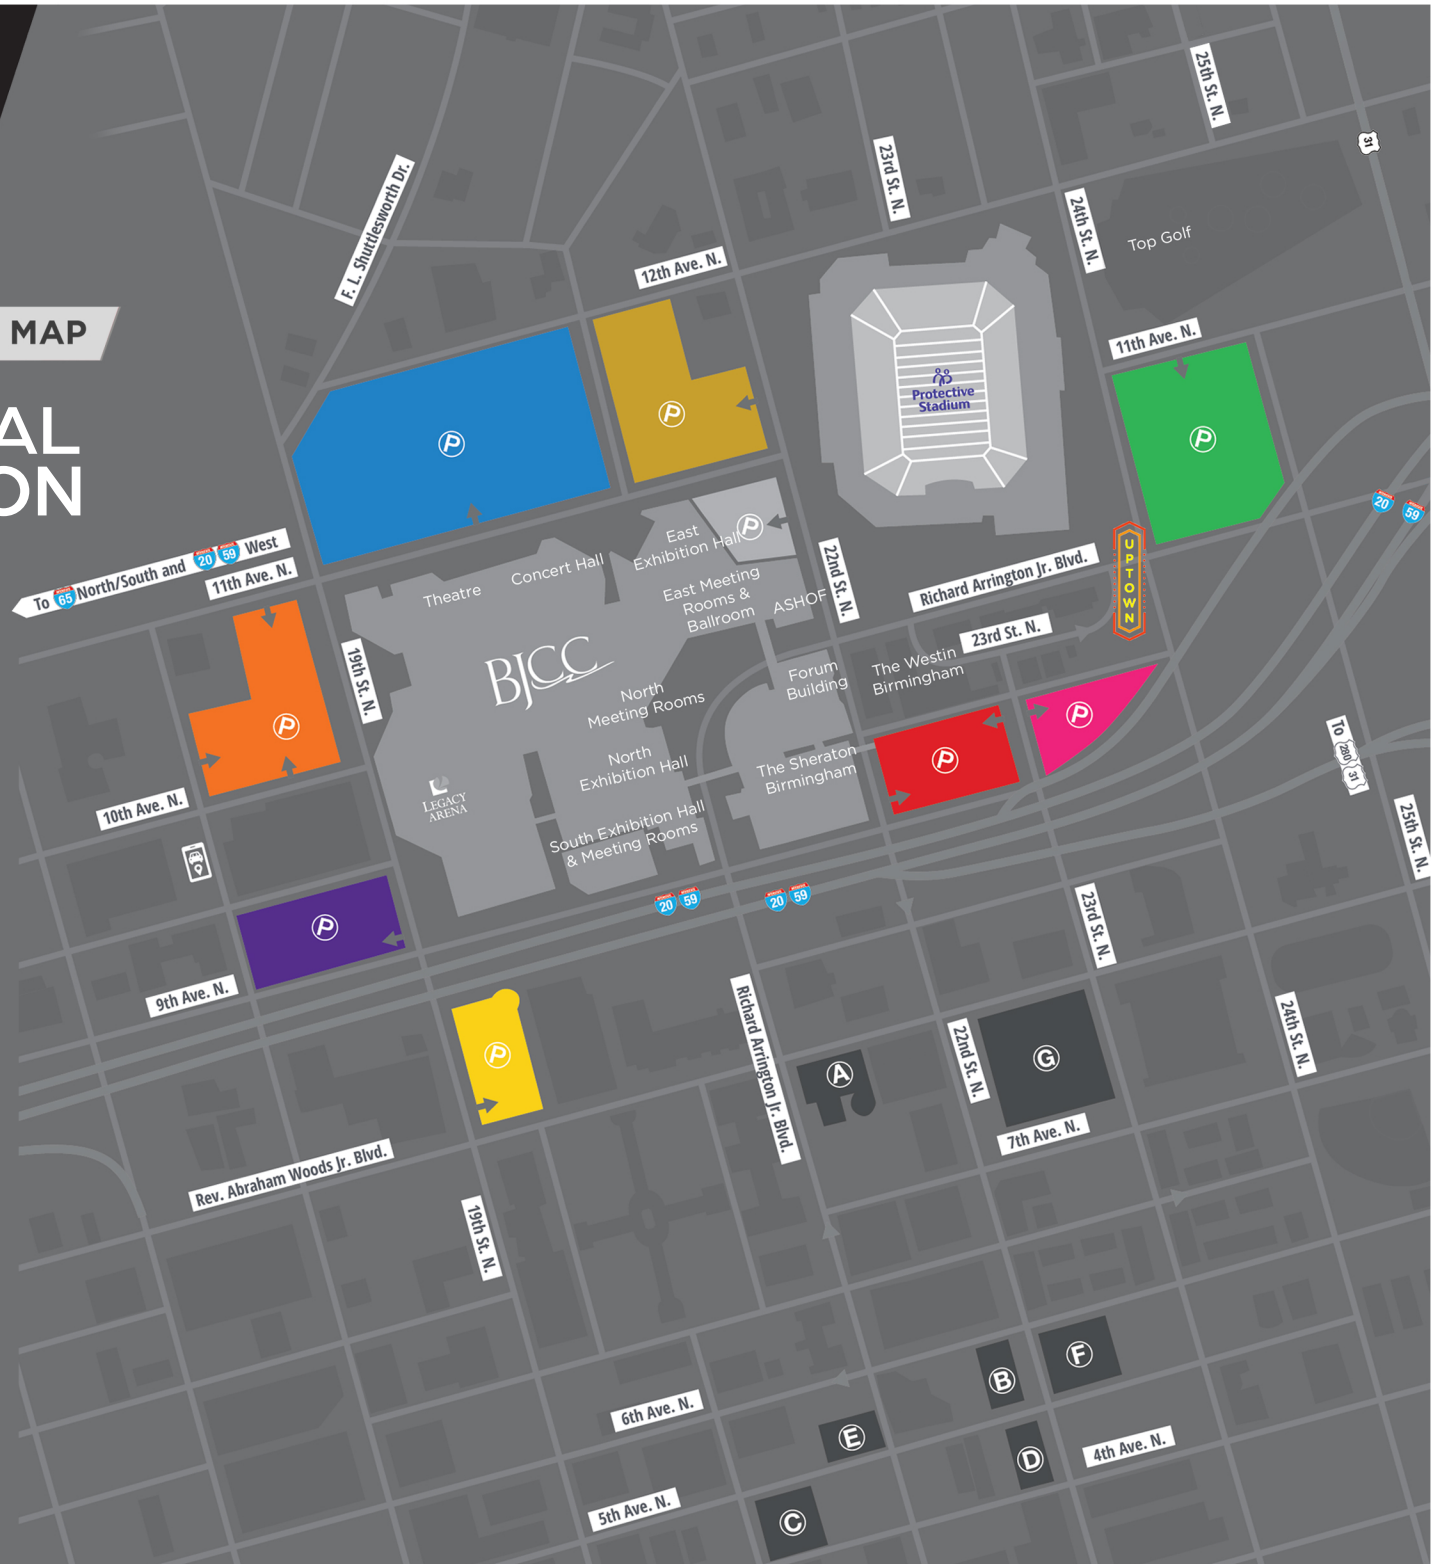 25th St. N.
31
F. L. Shuttlesworth Dr.
23rd St. N.
24th St. N.
Top Golf
12th Ave. N.
MAP
11th Ave. N.
Protective
Stadium
P
P
P
AL
ON
20 59
P
East
Exhibition Hall
To 65 North/South and 20 59 West
11th Ave. N.
Theatre
Concert Hall
22nd St. N.
Richard Arrington Jr. Blvd.
UPTOWN
East Meeting
Rooms &
Ballroom
ASHOF
23rd St. N.
19th St. N.
BJCC
North
Meeting Rooms
Forum
Building
The Westin
Birmingham
P
P
P
To 280 31
North
Exhibition Hall
The Sheraton
Birmingham
LEGACY
ARENA
10th Ave. N.
South Exhibition Hall
& Meeting Rooms
25th St. N.
20 59
20 59
P
23rd St. N.
9th Ave. N.
Richard Arrington Jr. Blvd.
22nd St. N.
24th St. N.
P
A
G
7th Ave. N.
Rev. Abraham Woods Jr. Blvd.
19th St. N.
F
B
6th Ave. N.
E
D
4th Ave. N.
5th Ave. N.
C